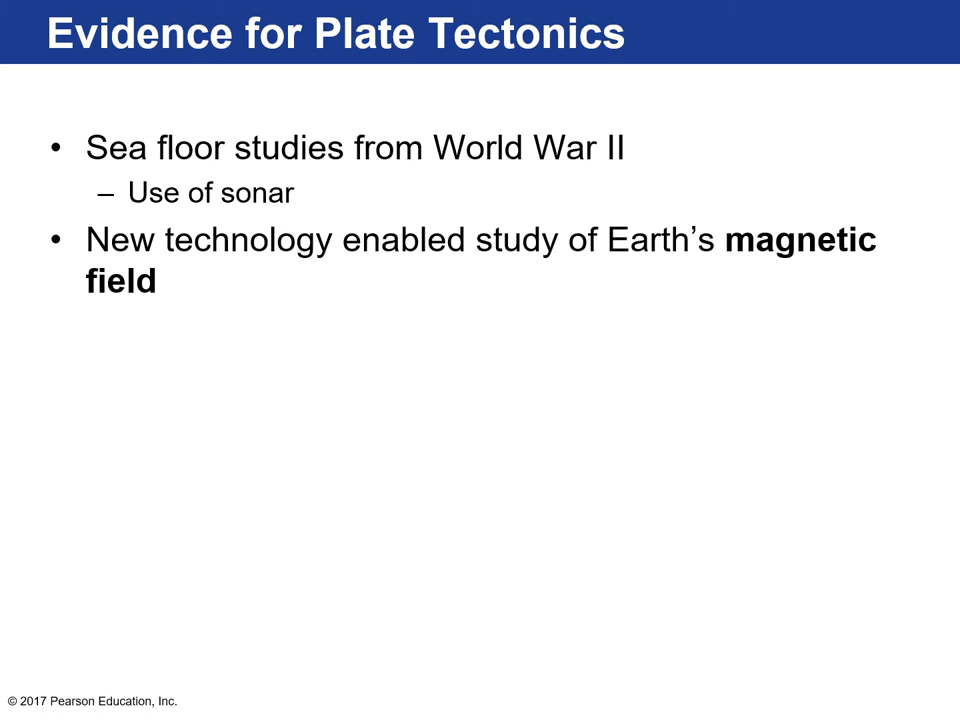 Evidence for Plate Tectonics
• Sea floor studies from World War II
– Use of sonar
• New technology enabled study of Earth’s magnetic
field
© 2017 Pearson Education, Inc.